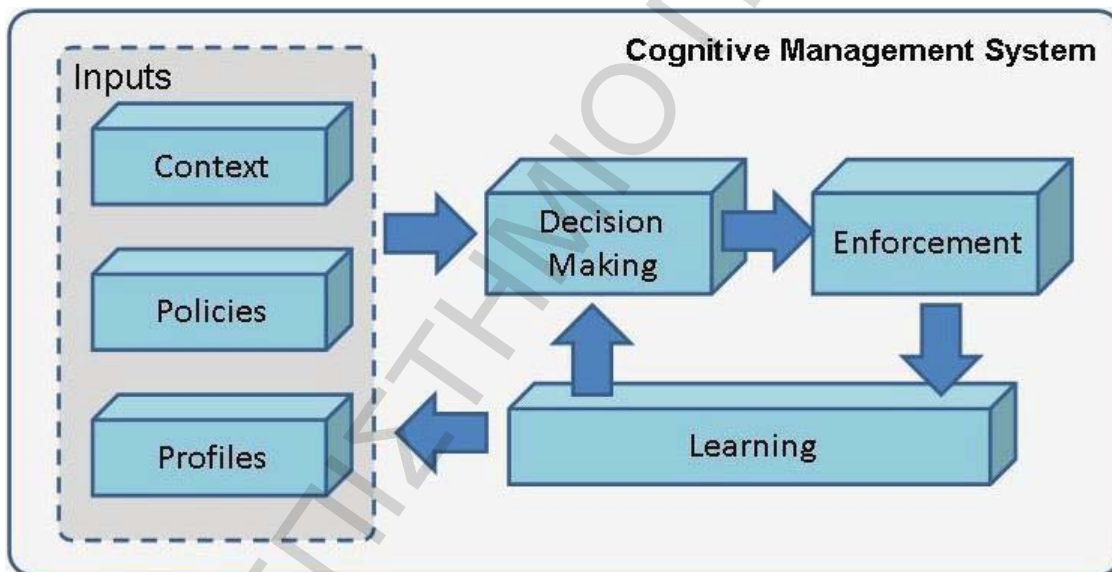 Cognitive Management System
Inputs
Context
Policies
Profiles
Decision
Making
Enforcement
Learning